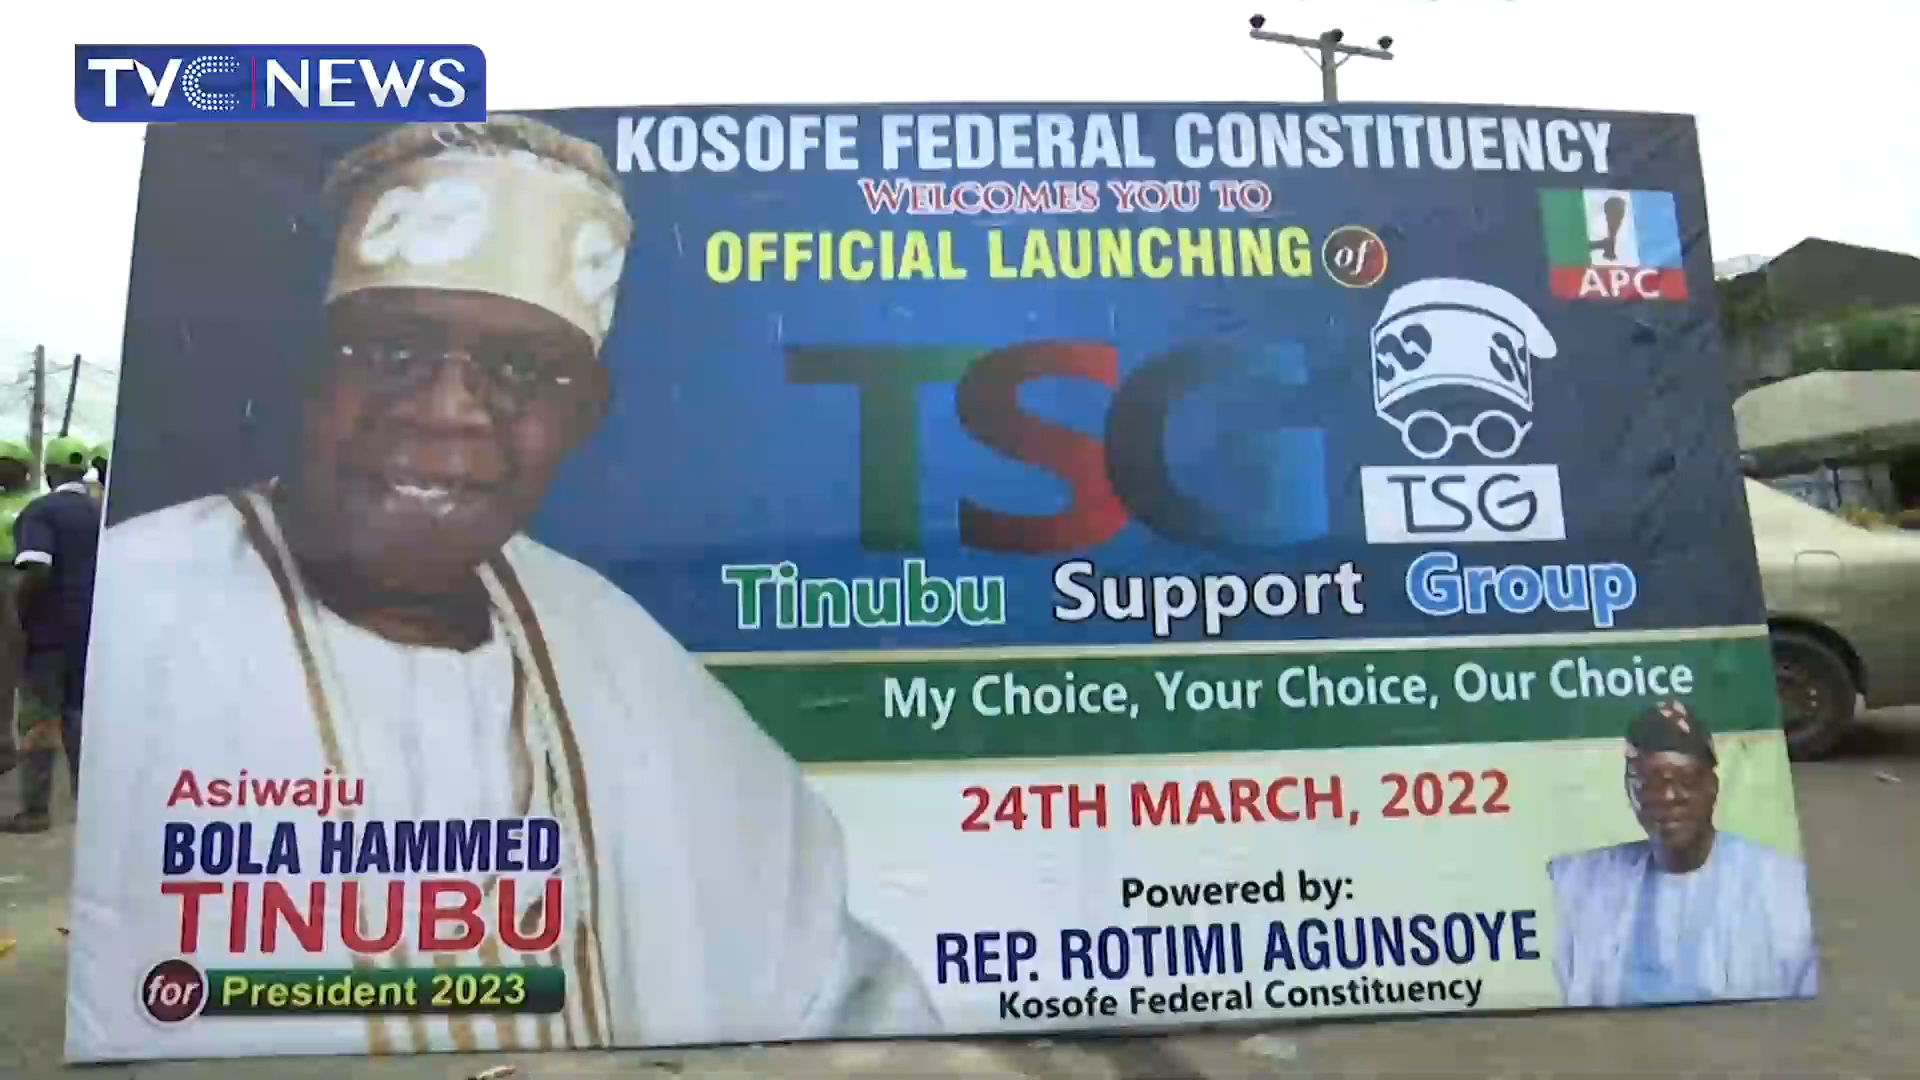 TVC NEWS
KOSOFE FEDERAL CONSTITUENCY
WELCOMES YOU TO
OFFICIAL LAUNCHING of
APC
TSG
TSG
Tinubu Support Group
My Choice, Your Choice, Our Choice
Asiwaju
BOLA HAMMED
TINUBU
for President 2023
24TH MARCH, 2022
Powered by:
REP. ROTIMI AGUNSOYE
Kosofe Federal Constituency